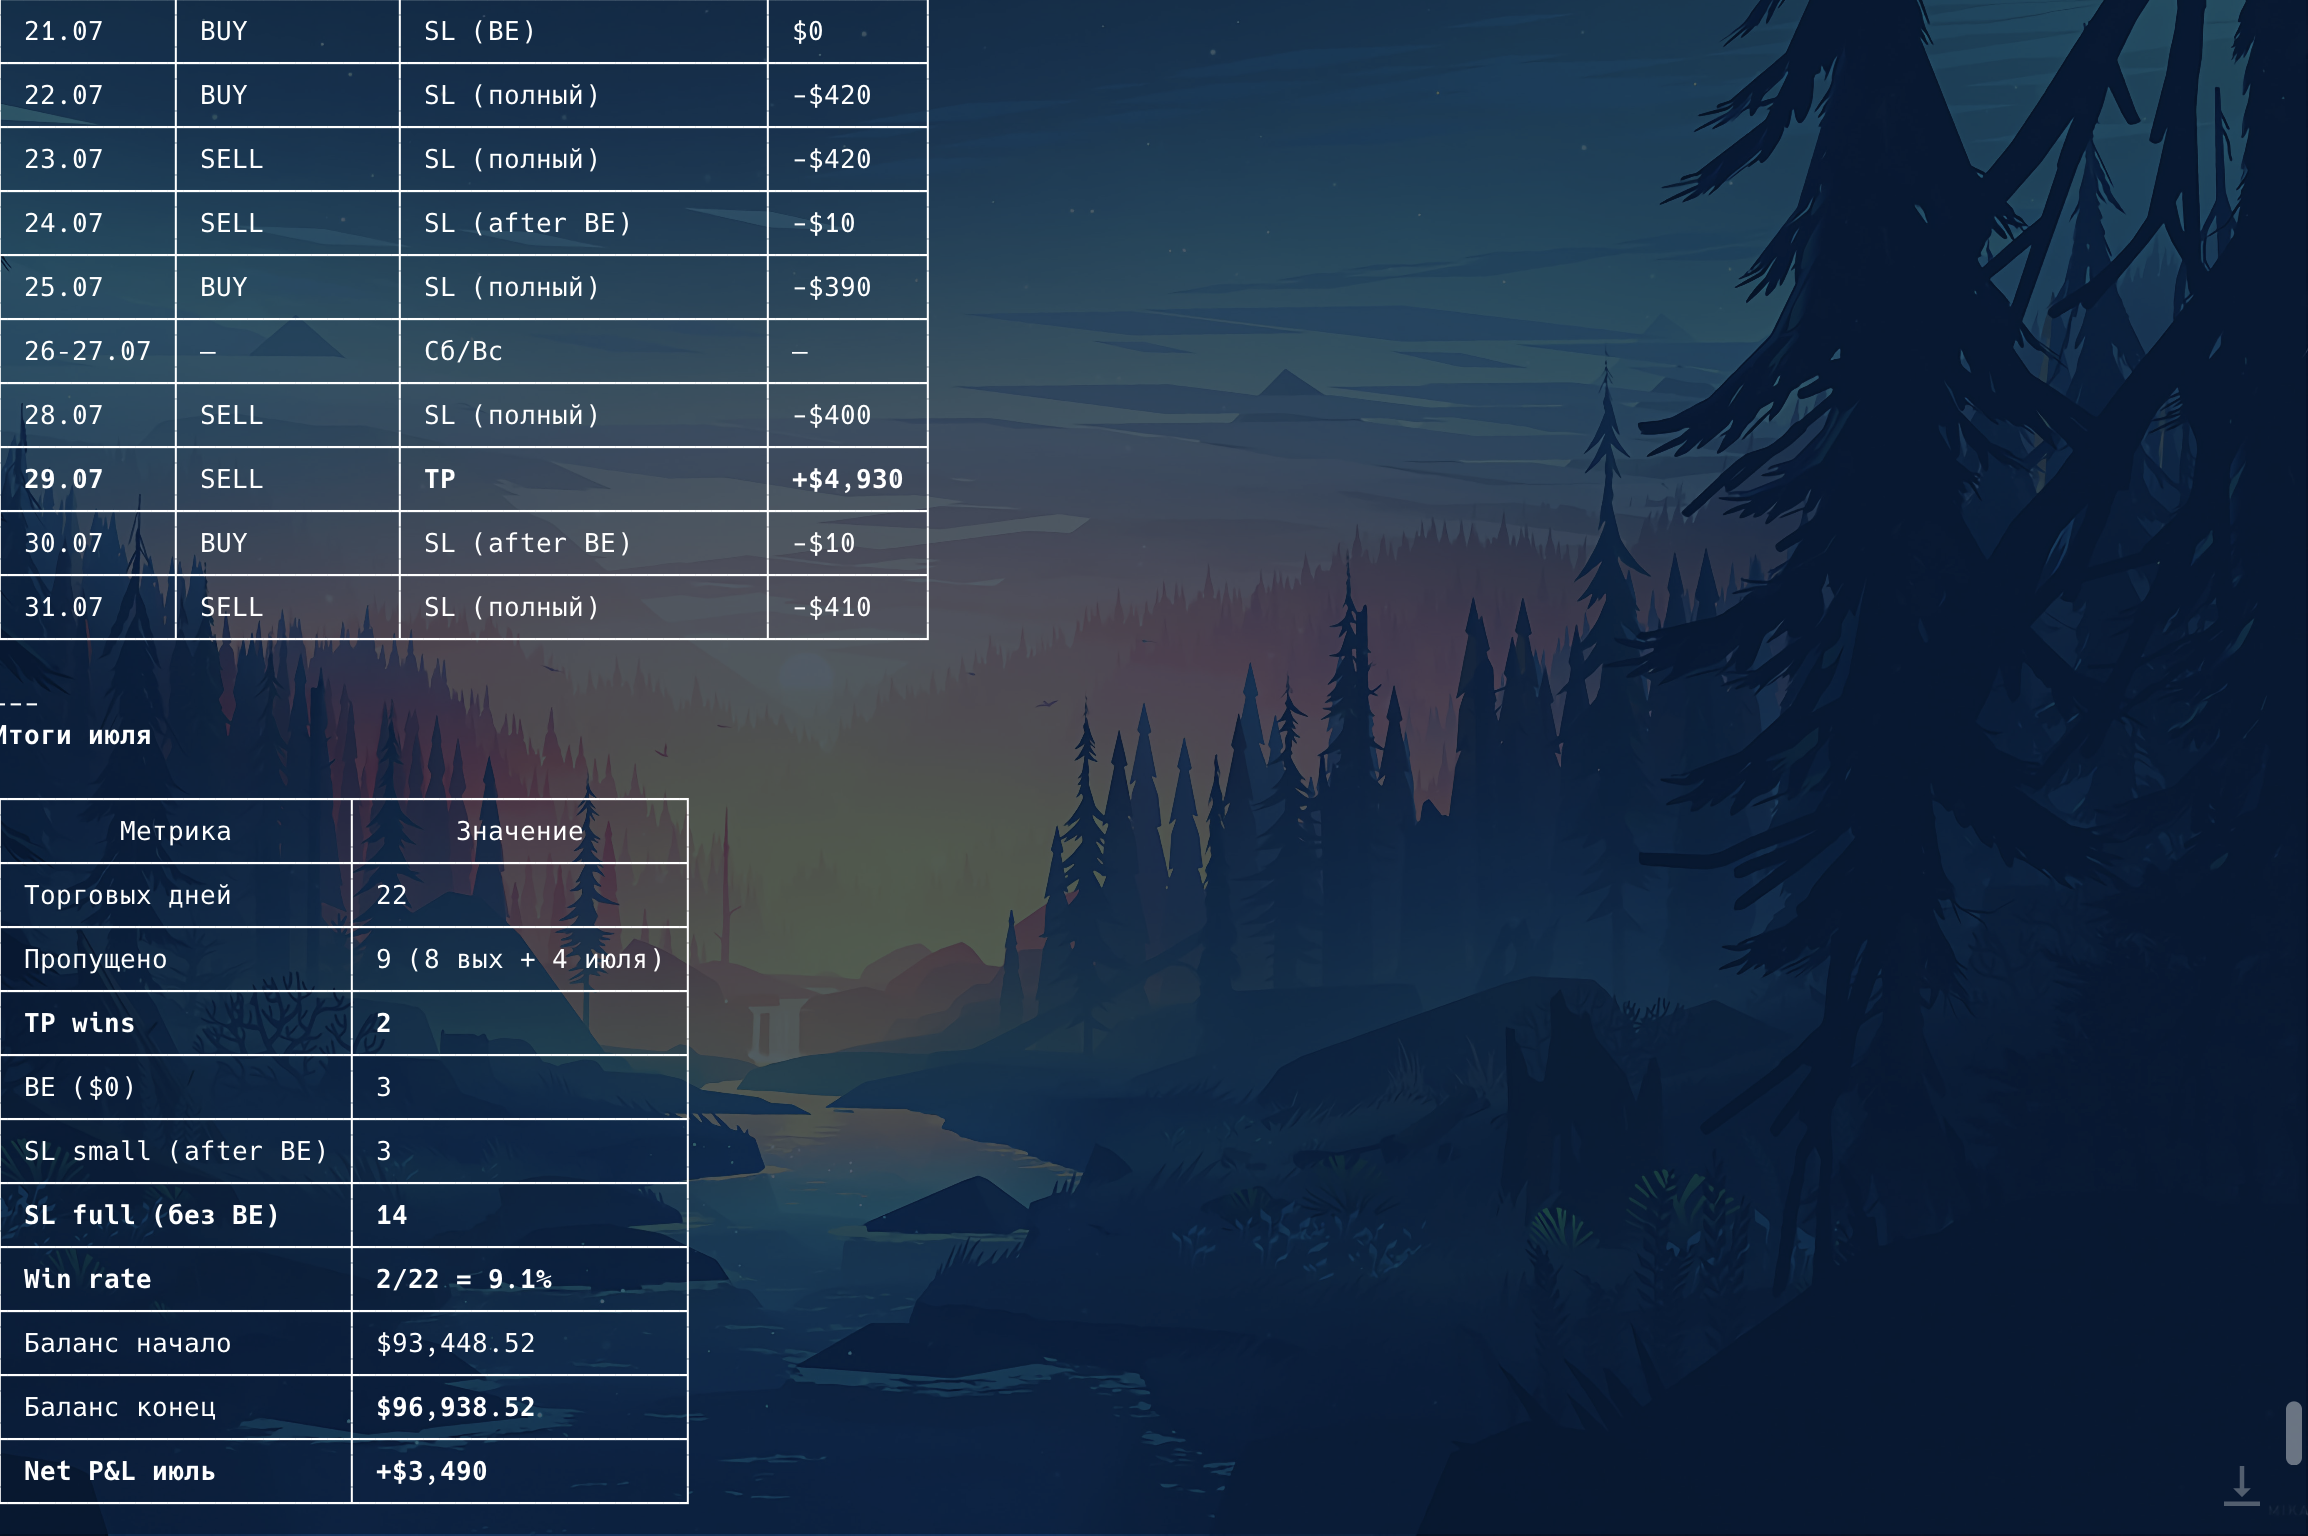 21.07 BUY SL (BE) $0
22.07 BUY SL (полный) -$420
23.07 SELL SL (полный) -$420
24.07 SELL SL (after BE) -$10
25.07 BUY SL (полный) -$390
26-27.07 — Сб/Вс —
28.07 SELL SL (полный) -$400
29.07 SELL TP +$4,930
30.07 BUY SL (after BE) -$10
31.07 SELL SL (полный) -$410
---
Итоги июля
Метрика Значение
Торговых дней 22
Пропущено 9 (8 вых + 4 июля)
TP wins 2
BE ($0) 3
SL small (after BE) 3
SL full (без BE) 14
Win rate 2/22 = 9.1%
Баланс начало $93,448.52
Баланс конец $96,938.52
Net P&L июль +$3,490